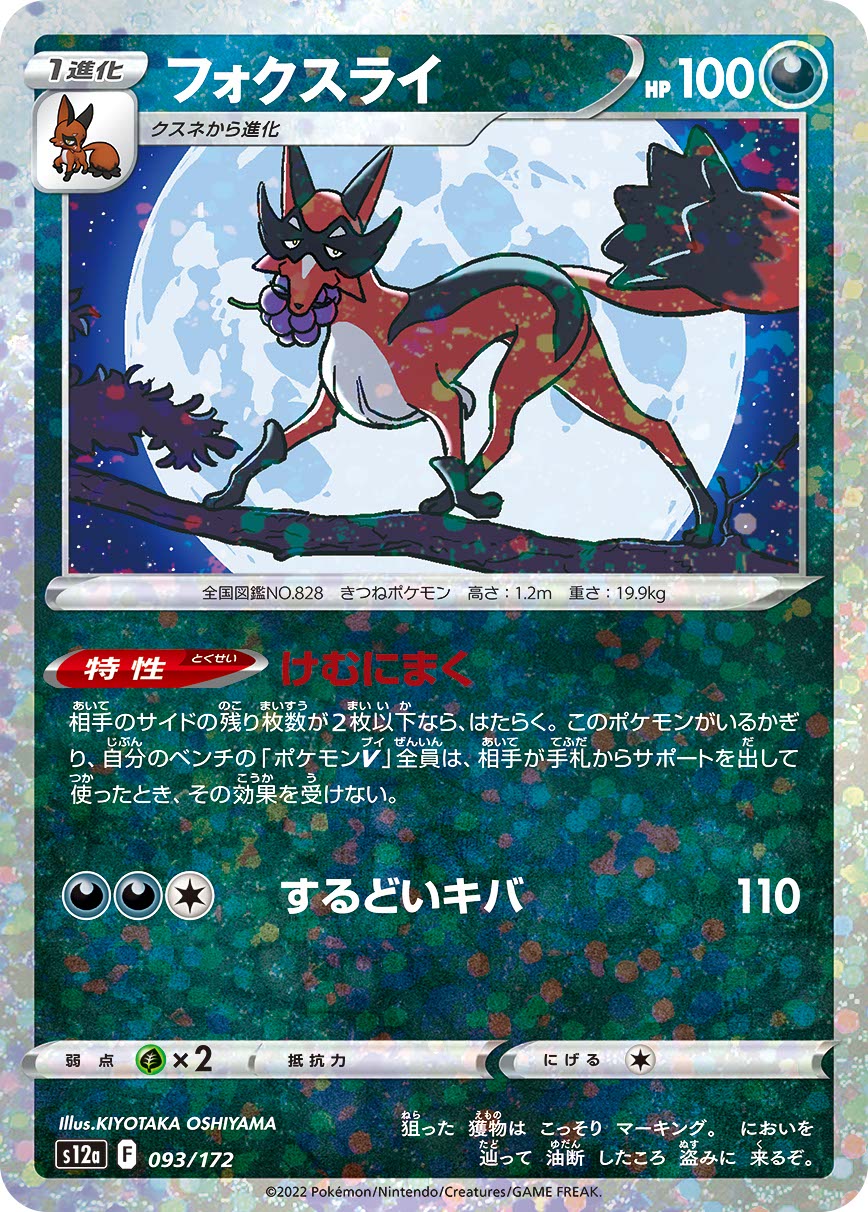 1進化
フォクスライ
HP 100
クスネから進化
全国図鑑NO.828 きつねポケモン 高さ：1.2m 重さ：19.9kg
特性 とくせい けむにまく
相手のサイドの残り枚数が2枚以下なら、はたらく。このポケモンがいるかぎ
り、自分のベンチの「ポケモンV」全員は、相手が手札からサポートを出して
使ったとき、その効果を受けない。
するどいキバ 110
弱点 ×2 抵抗力 にげる
Illus.KIYOTAKA OSHIYAMA
狙った 獲物は こっそり マーキング。 においを
辿って 油断 したころ 盗みに 来るぞ。
s12a F 093/172
©2022 Pokémon/Nintendo/Creatures/GAME FREAK.